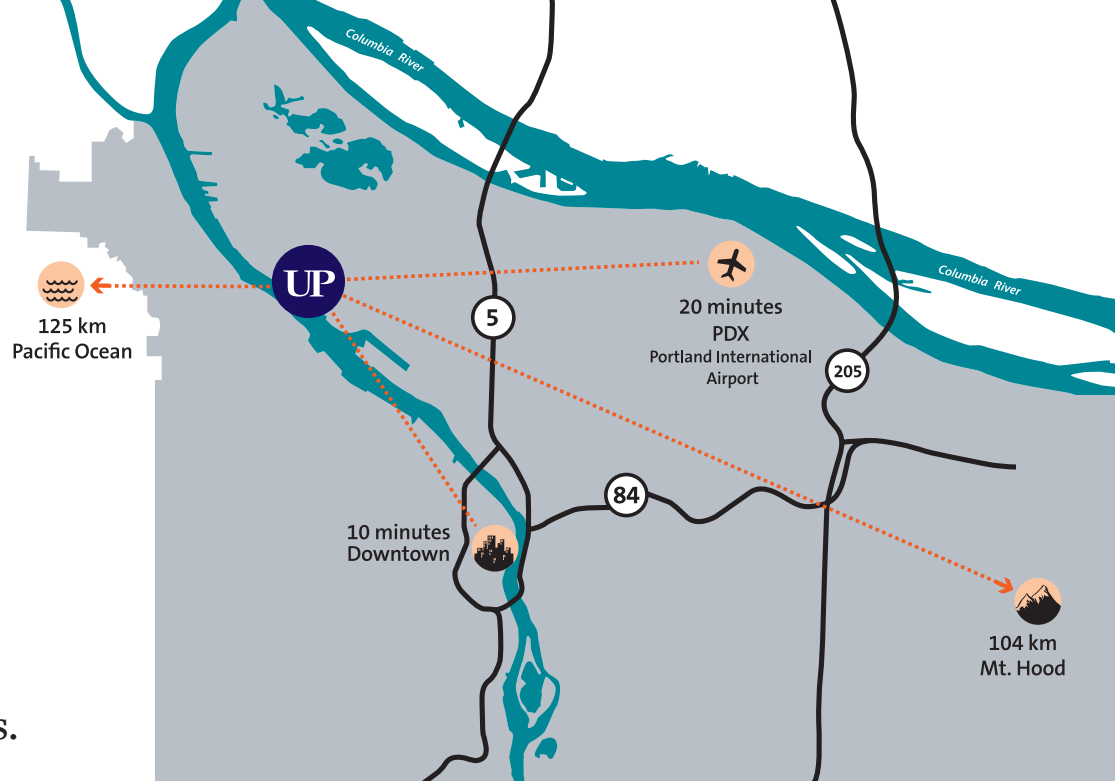 Columbia River
Columbia River
UP
125 km
Pacific Ocean
20 minutes
PDX
Portland International
Airport
5
205
84
10 minutes
Downtown
104 km
Mt. Hood
s.